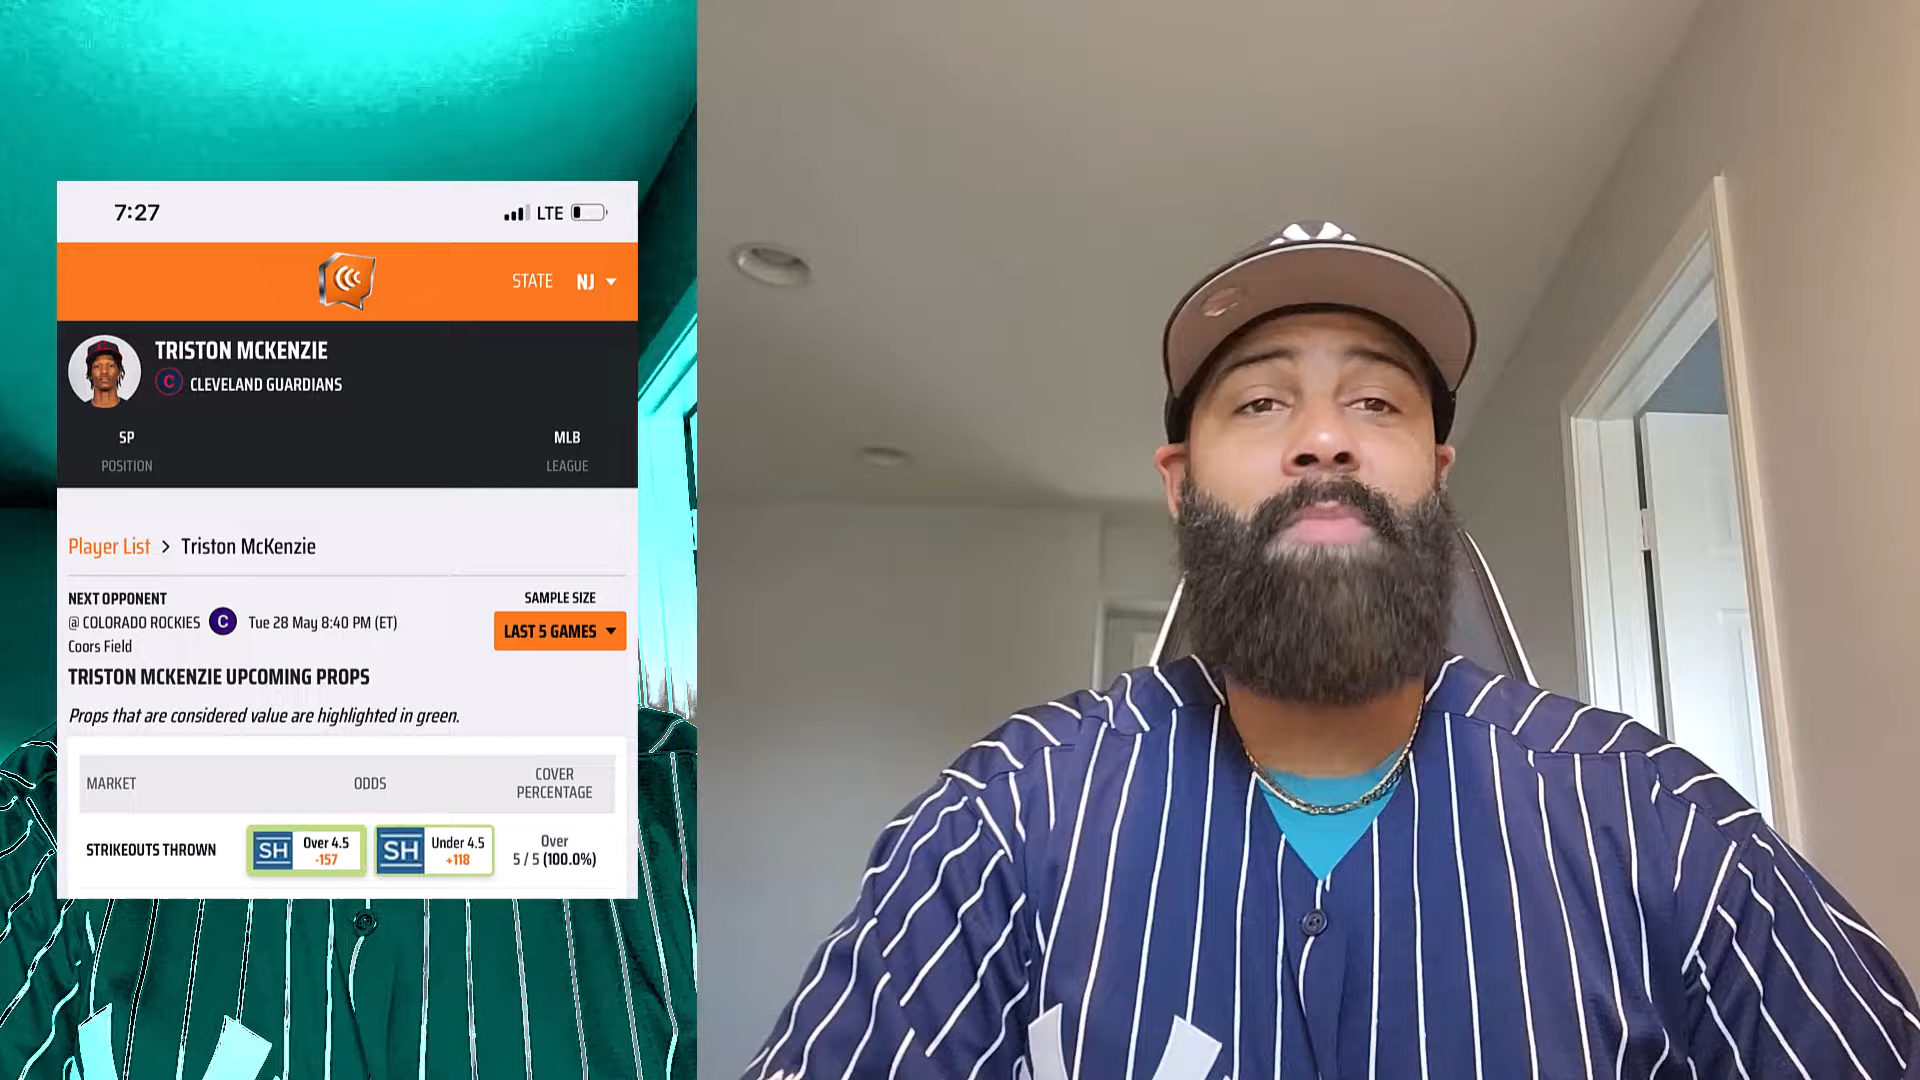 7:27
LTE
STATE NJ
TRISTON MCKENZIE
C CLEVELAND GUARDIANS
SP
POSITION
MLB
LEAGUE
Player List > Triston McKenzie
NEXT OPPONENT
@ COLORADO ROCKIES C Tue 28 May 8:40 PM (ET)
Coors Field
SAMPLE SIZE
LAST 5 GAMES
TRISTON MCKENZIE UPCOMING PROPS
Props that are considered value are highlighted in green.
MARKET
ODDS
COVER
PERCENTAGE
STRIKEOUTS THROWN
SH
Over 4.5
-157
SH
Under 4.5
+118
Over
5 / 5 (100.0%)